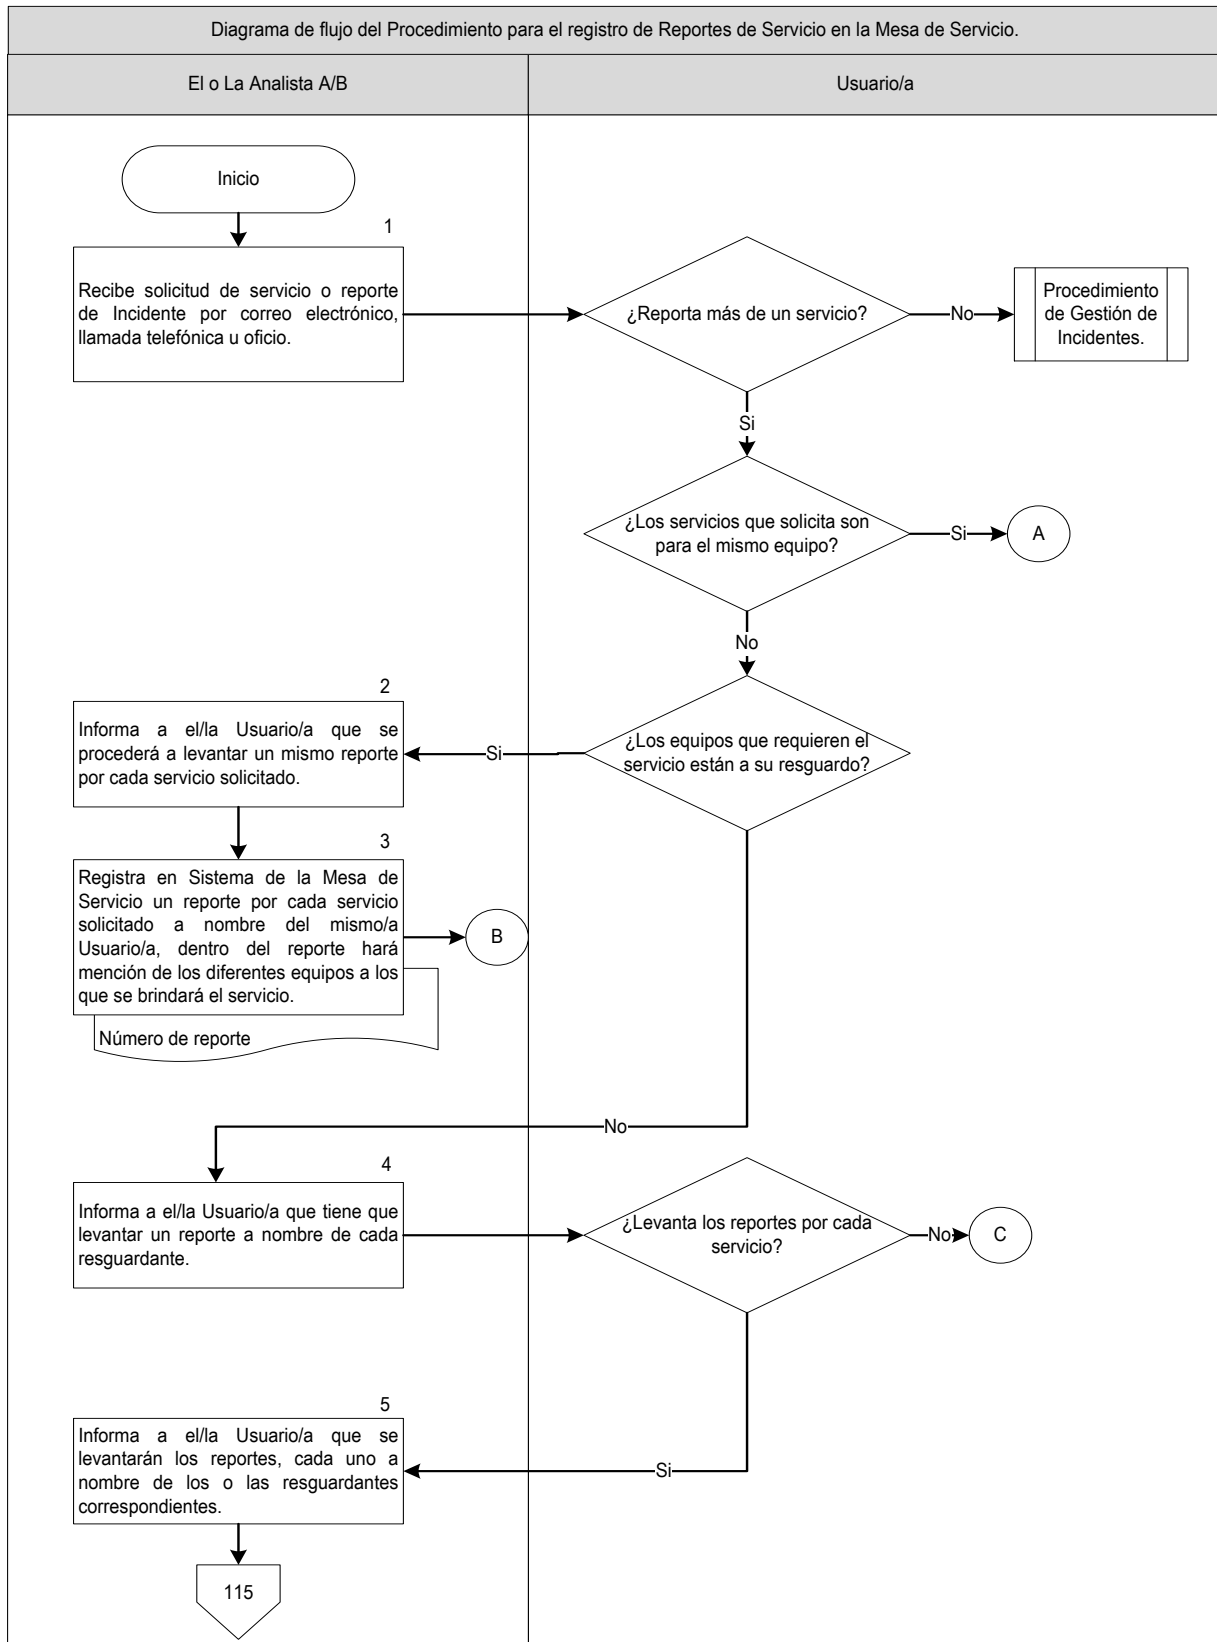 Diagrama de flujo del Procedimiento para el registro de Reportes de Servicio en la Mesa de Servicio.
El o La Analista A/B
Usuario/a
Inicio
1
Recibe solicitud de servicio o reporte
de Incidente por correo electrónico,
llamada telefónica u oficio.
¿Reporta más de un servicio?
No
Procedimiento
de Gestión de
Incidentes.
Si
¿Los servicios que solicita son
para el mismo equipo?
Si
A
No
2
Informa a el/la Usuario/a que se
procederá a levantar un mismo reporte
por cada servicio solicitado.
Si
¿Los equipos que requieren el
servicio están a su resguardo?
3
Registra en Sistema de la Mesa de
Servicio un reporte por cada servicio
solicitado a nombre del mismo/a
Usuario/a, dentro del reporte hará
mención de los diferentes equipos a los
que se brindará el servicio.
B
Número de reporte
No
4
Informa a el/la Usuario/a que tiene que
levantar un reporte a nombre de cada
resguardante.
¿Levanta los reportes por cada
servicio?
No
C
5
Informa a el/la Usuario/a que se
levantarán los reportes, cada uno a
nombre de los o las resguardantes
correspondientes.
Si
115